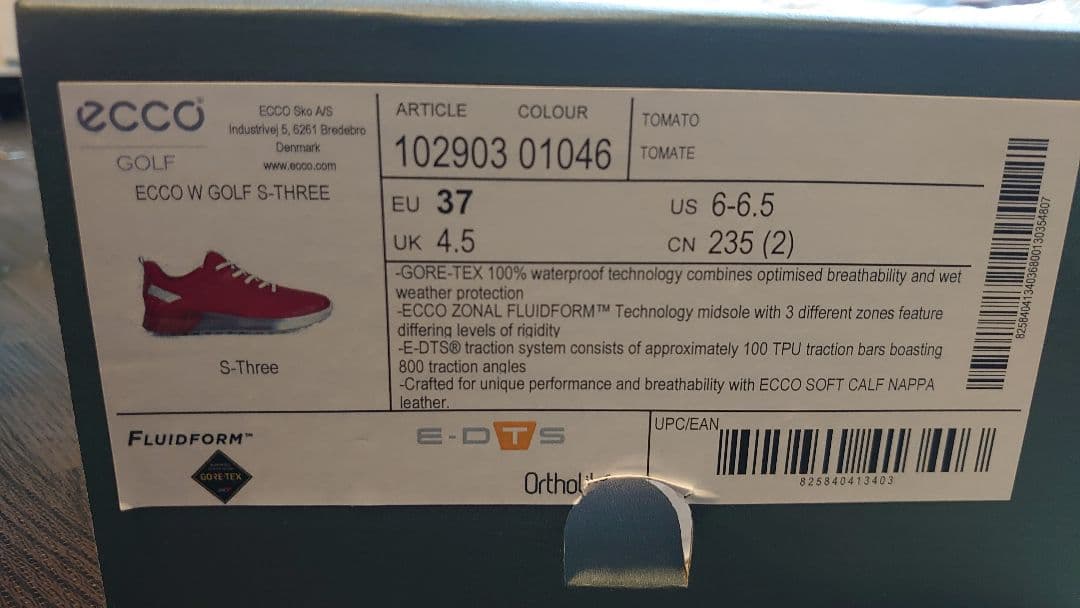 ecco
GOLF
ECCO Sko A/S
Industrivej 5, 6261 Bredebro
Denmark
www.ecco.com
ECCO W GOLF S-THREE
S-Three
ARTICLE COLOUR
102903 01046
TOMATO
TOMATE
EU 37
US 6-6.5
UK 4.5
CN 235 (2)
-GORE-TEX 100% waterproof technology combines optimised breathability and wet
weather protection
-ECCO ZONAL FLUIDFORM™ Technology midsole with 3 different zones feature
differing levels of rigidity
-E-DTS® traction system consists of approximately 100 TPU traction bars boasting
800 traction angles
-Crafted for unique performance and breathability with ECCO SOFT CALF NAPPA
leather.
8258404134036800130354807
FLUIDFORM™
GORE-TEX
E-DTS
UPC/EAN
825840413403